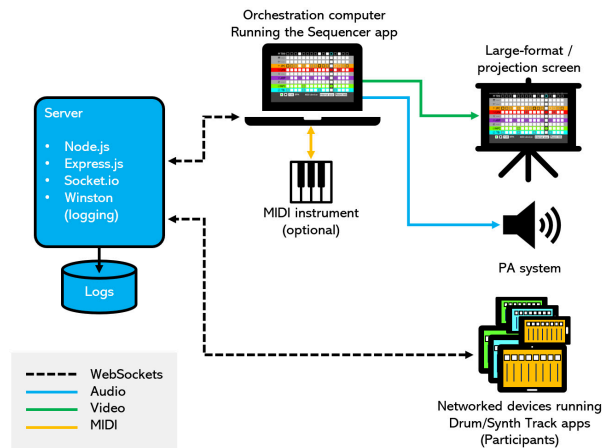 Orchestration computer
Running the Sequencer app
Large-format /
projection screen
Server
• Node.js
• Express.js
• Socket.io
• Winston
(logging)
MIDI instrument
(optional)
PA system
Logs
WebSockets
Audio
Video
MIDI
Networked devices running
Drum/Synth Track apps
(Participants)